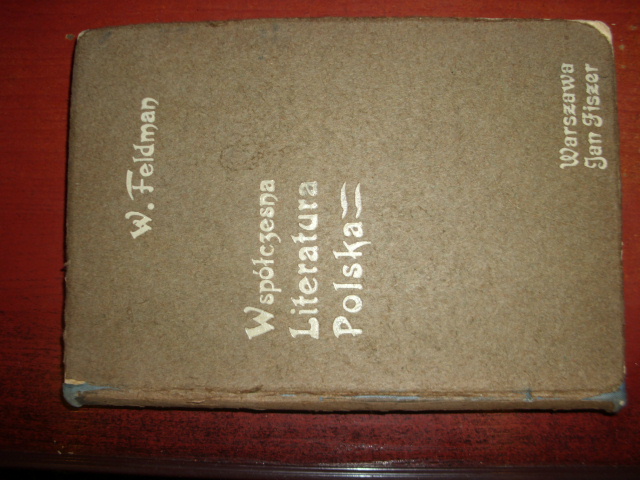 W. Feldman
Współczesna
Literatura
Polska
Warszawa
Jan Fiszer